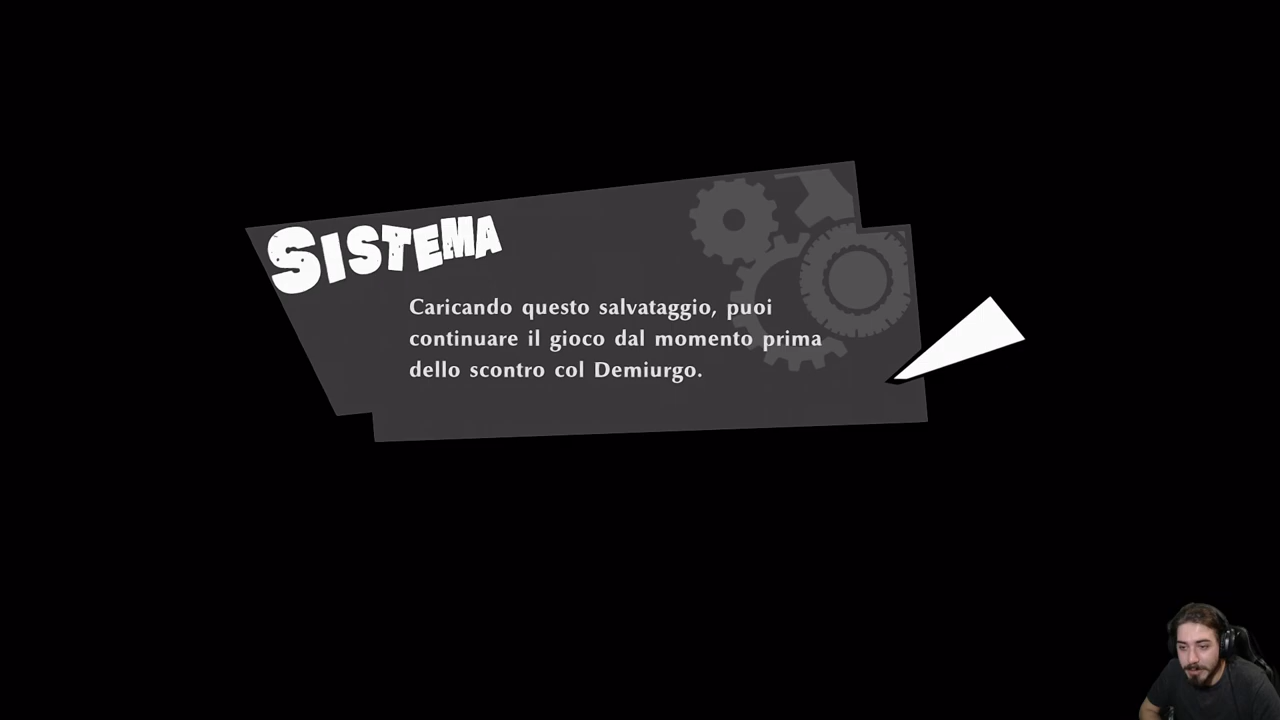 SISTEMA
Caricando questo salvataggio, puoi
continuare il gioco dal momento prima
dello scontro col Demiurgo.